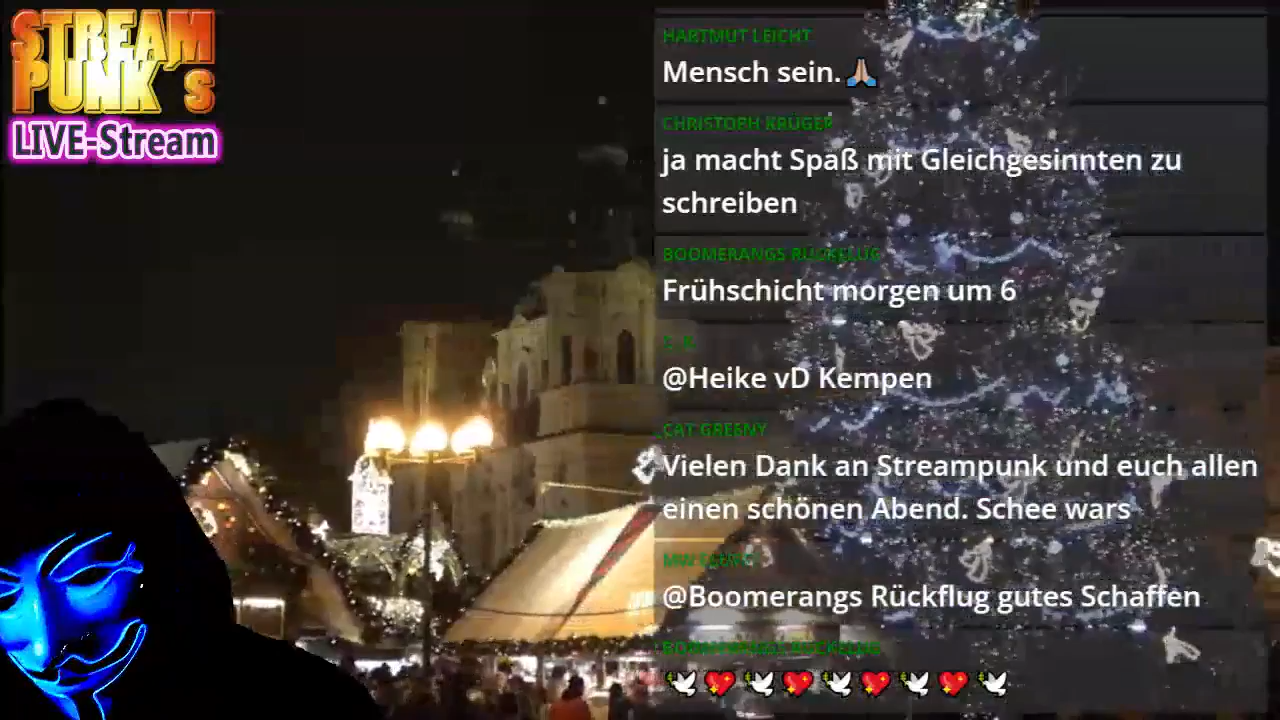 STREAM
PUNK´s
LIVE-Stream
HARTMUT LEICHT
Mensch sein.🙏🏼
CHRISTOPH KRÜGER
ja macht Spaß mit Gleichgesinnten zu
schreiben
BOOMERANGS RÜCKFLUG
Frühschicht morgen um 6
@Heike vD Kempen
CAT GREENY
Vielen Dank an Streampunk und euch allen
einen schönen Abend. Schee wars
@Boomerangs Rückflug gutes Schaffen
BOOMERANGS RÜCKFLUG
🕊💖🕊💖🕊💖🕊💖🕊